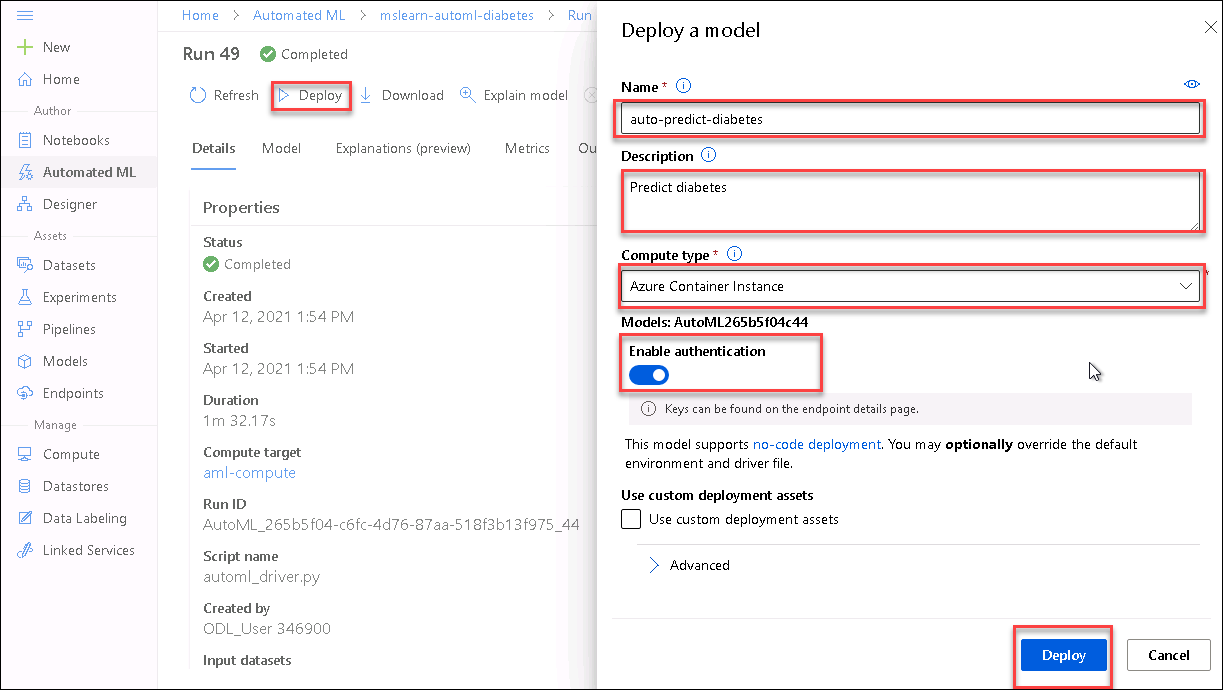 New
Home
Author
Notebooks
Automated ML
Designer
Assets
Datasets
Experiments
Pipelines
Models
Endpoints
Manage
Compute
Datastores
Data Labeling
Linked Services
Home > Automated ML > mslearn-automl-diabetes > Run
Run 49 Completed
Refresh Deploy Download Explain model
Details Model Explanations (preview) Metrics Ou
Properties
Status
Completed
Created
Apr 12, 2021 1:54 PM
Started
Apr 12, 2021 1:54 PM
Duration
1m 32.17s
Compute target
aml-compute
Run ID
AutoML_265b5f04-c6fc-4d76-87aa-518f3b13f975_44
Script name
automl_driver.py
Created by
ODL_User 346900
Input datasets
Deploy a model
Name *
auto-predict-diabetes
Description
Predict diabetes
Compute type *
Azure Container Instance
Models: AutoML265b5f04c44
Enable authentication
Keys can be found on the endpoint details page.
This model supports no-code deployment. You may optionally override the default
environment and driver file.
Use custom deployment assets
Use custom deployment assets
Advanced
Deploy Cancel